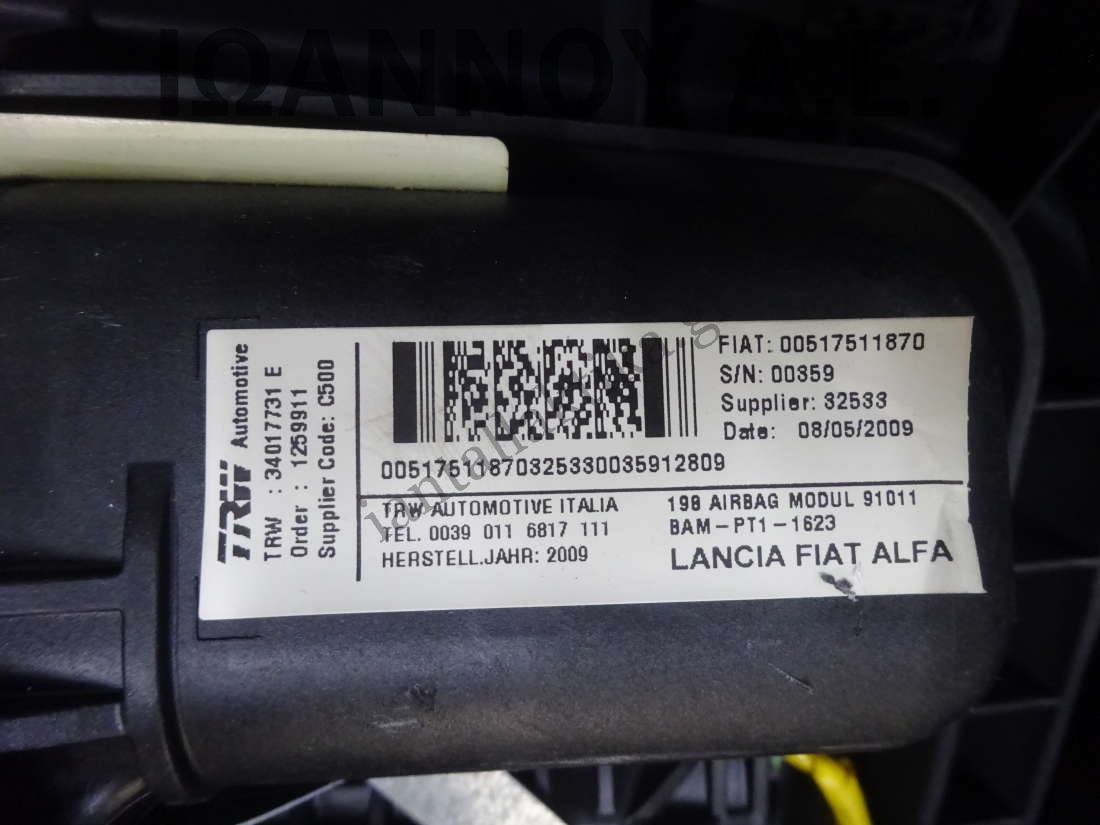 ΙΩΑΝΝΟΥ Α.Ε.
TRW Automotive
TRW : 34017731 E
Order : 1259911
Supplier Code: C500
FIAT: 00517511870
S/N: 00359
Supplier: 32533
Date: 08/05/2009
00517511870325330035912809
TRW AUTOMOTIVE ITALIA
TEL. 0039 011 6817 111
HERSTELL.JAHR: 2009
198 AIRBAG MODUL 91011
BAM-PT1-1623
LANCIA FIAT ALFA